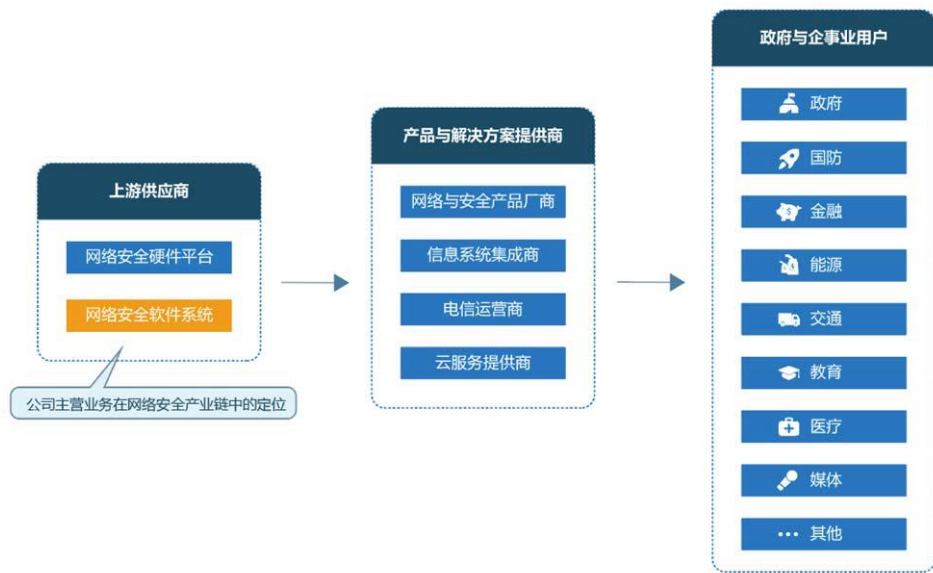 上游供应商
网络安全硬件平台
网络安全软件系统
公司主营业务在网络安全产业链中的定位
产品与解决方案提供商
网络与安全产品厂商
信息系统集成商
电信运营商
云服务提供商
政府与企事业用户
政府
国防
金融
能源
交通
教育
医疗
媒体
其他